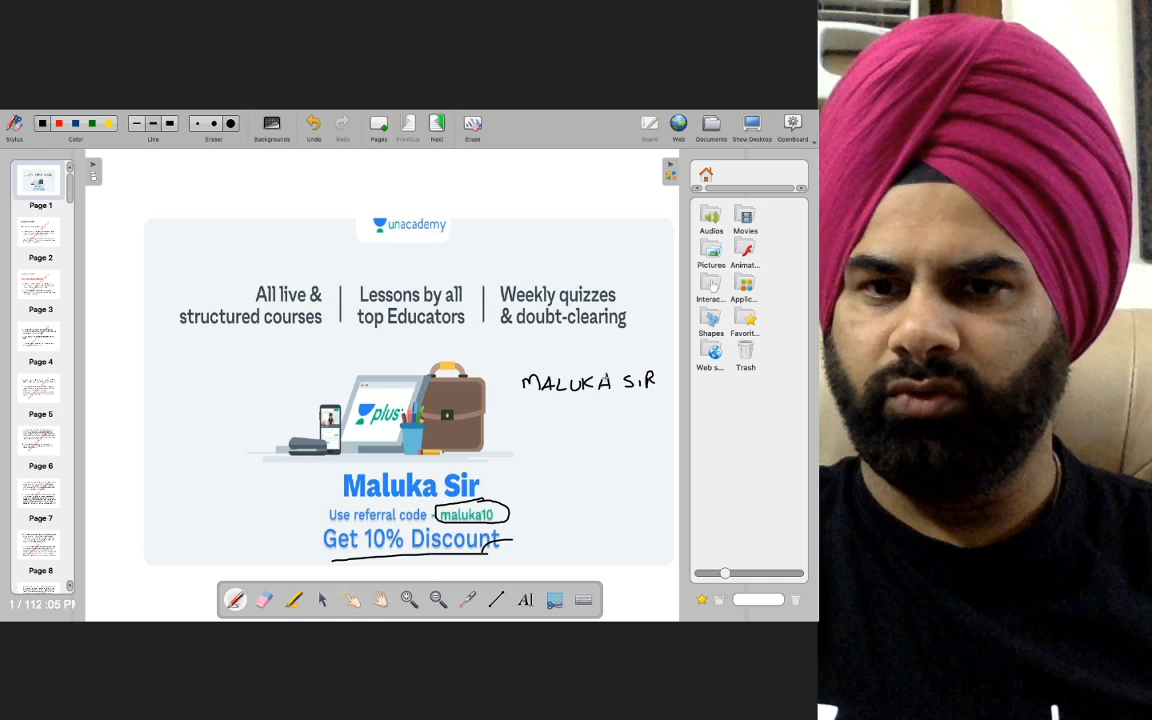 Stylus
Color
Line
Eraser
Backgrounds
Undo
Redo
Pages
Previous
Next
Erase
Board
Web
Documents
Show Desktop
OpenBoard
Page 1
Page 2
Page 3
Page 4
Page 5
Page 6
Page 7
Page 8
unacademy
All live &
structured courses
Lessons by all
top Educators
Weekly quizzes
& doubt-clearing
plus
MALUKA SIR
Maluka Sir
Use referral code - maluka10
Get 10% Discount
Audios
Movies
Pictures
Animat...
Interac...
Applic...
Shapes
Favorit...
Web s...
Trash
AI